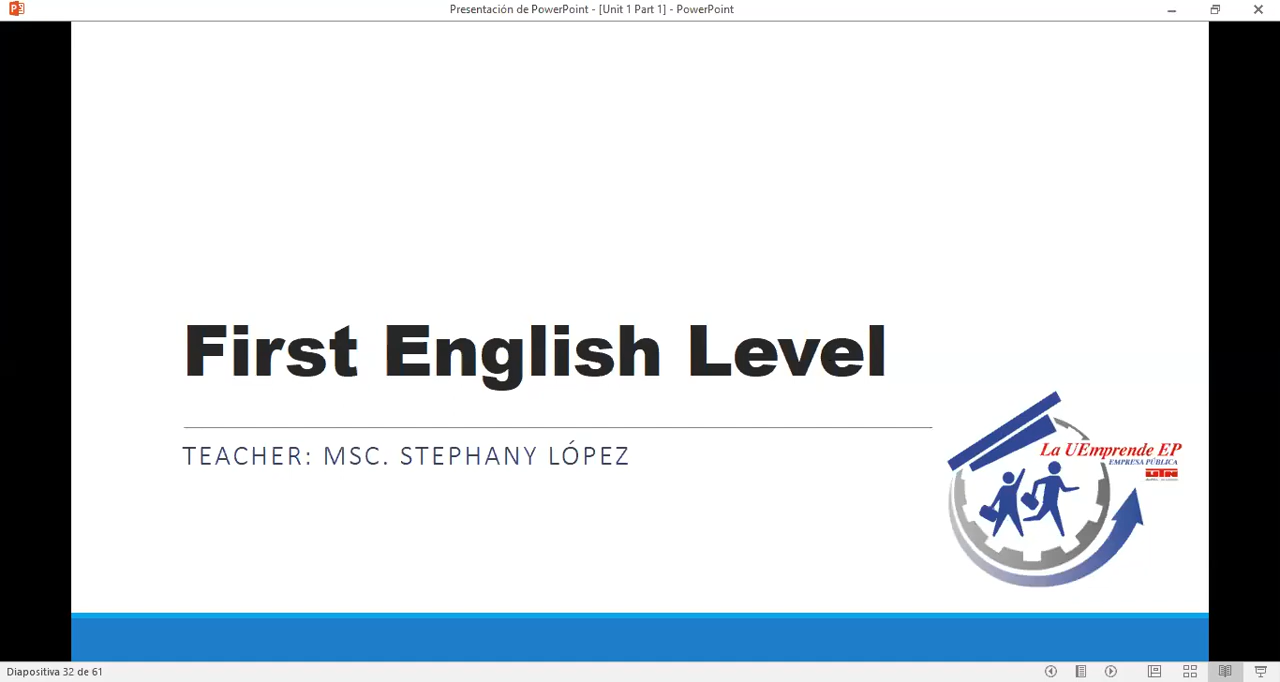 Presentación de PowerPoint - [Unit 1 Part 1] - PowerPoint
First English Level
TEACHER: MSC. STEPHANY LÓPEZ
La UEmprende EP
EMPRESA PÚBLICA
UTN
Diapositiva 32 de 61